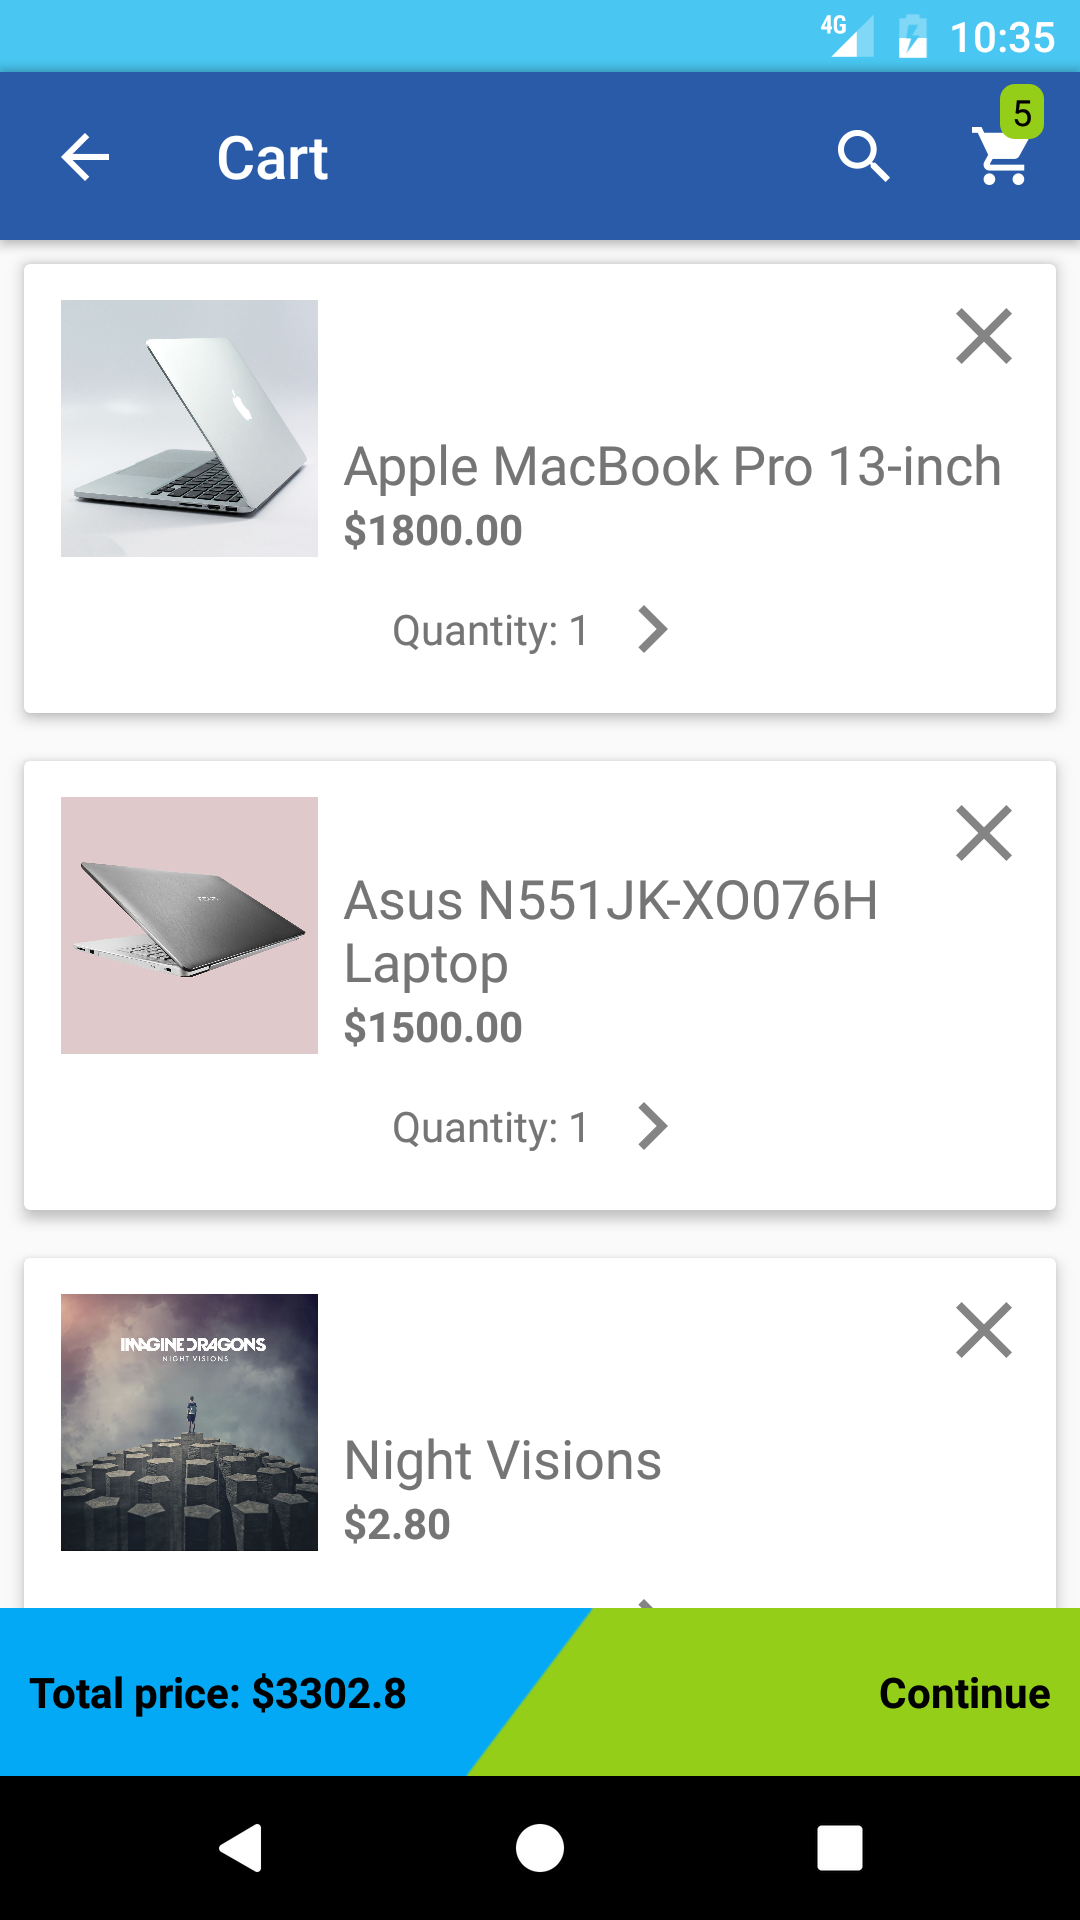 4G 10:35
5
Cart
Apple MacBook Pro 13-inch
$1800.00
Quantity: 1
Asus N551JK-XO076H
Laptop
$1500.00
Quantity: 1
IMAGINE DRAGONS
NIGHT VISIONS
Night Visions
$2.80
Total price: $3302.8
Continue